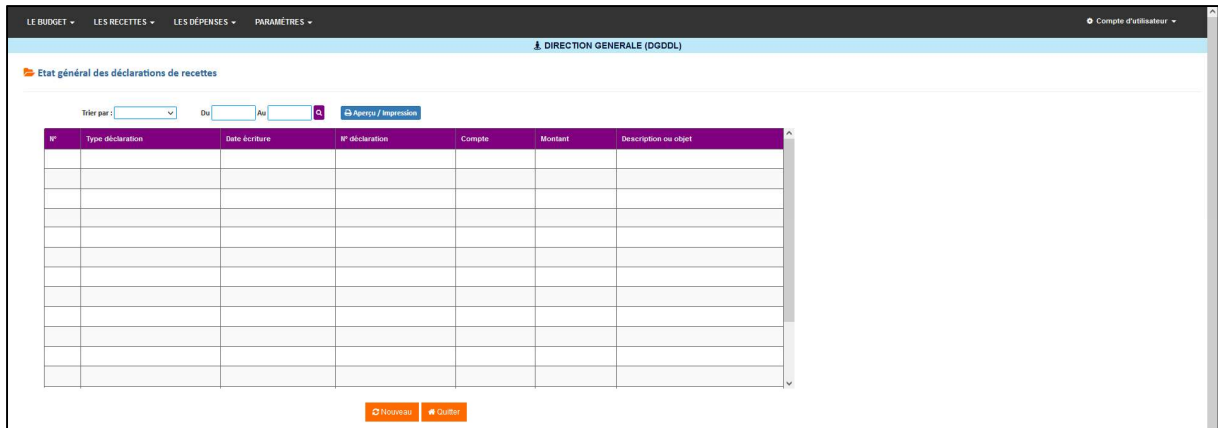 LE BUDGET LES RECETTES LES DÉPENSES PARAMÈTRES Compte d'utilisateur
DIRECTION GENERALE (DGDDL)
Etat général des déclarations de recettes
Trier par : Du Au Aperçu / Impression
N° Type déclaration Date écriture N° déclaration Compte Montant Description ou objet
Nouveau Quitter